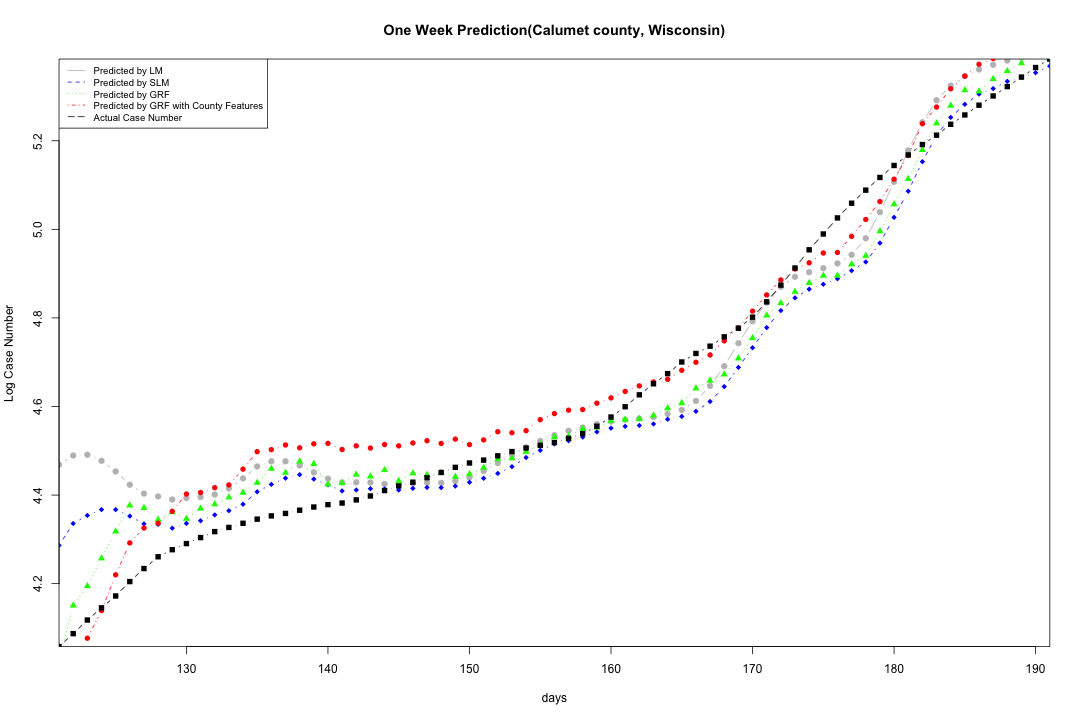 One Week Prediction(Calumet county, Wisconsin)
Predicted by LM
Predicted by SLM
Predicted by GRF
Predicted by GRF with County Features
Actual Case Number
Log Case Number
5.2
5.0
4.8
4.6
4.4
4.2
130 140 150 160 170 180 190
days